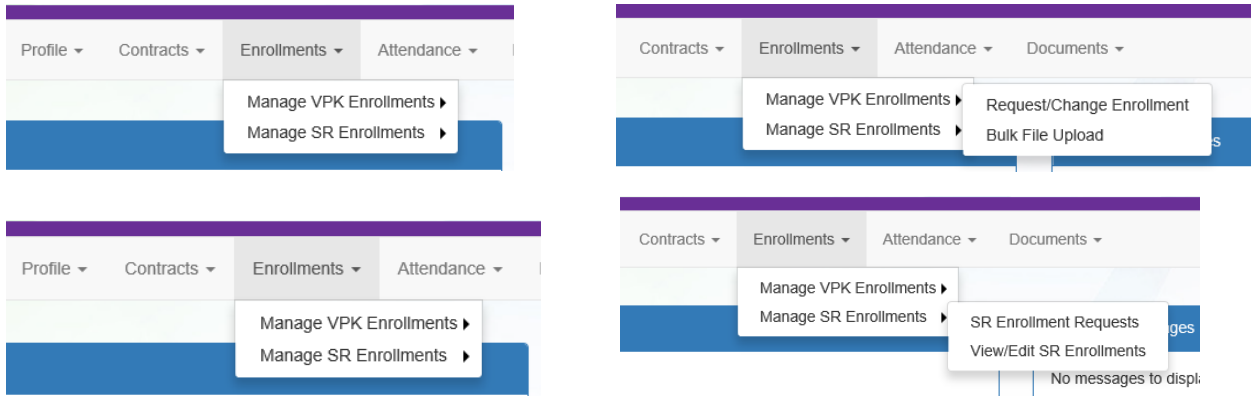 Profile Contracts Enrollments Attendance
Manage VPK Enrollments
Manage SR Enrollments
Contracts Enrollments Attendance Documents
Manage VPK Enrollments
Manage SR Enrollments
Request/Change Enrollment
Bulk File Upload
Profile Contracts Enrollments Attendance
Manage VPK Enrollments
Manage SR Enrollments
Contracts Enrollments Attendance Documents
Manage VPK Enrollments
Manage SR Enrollments
SR Enrollment Requests
View/Edit SR Enrollments
No messages to